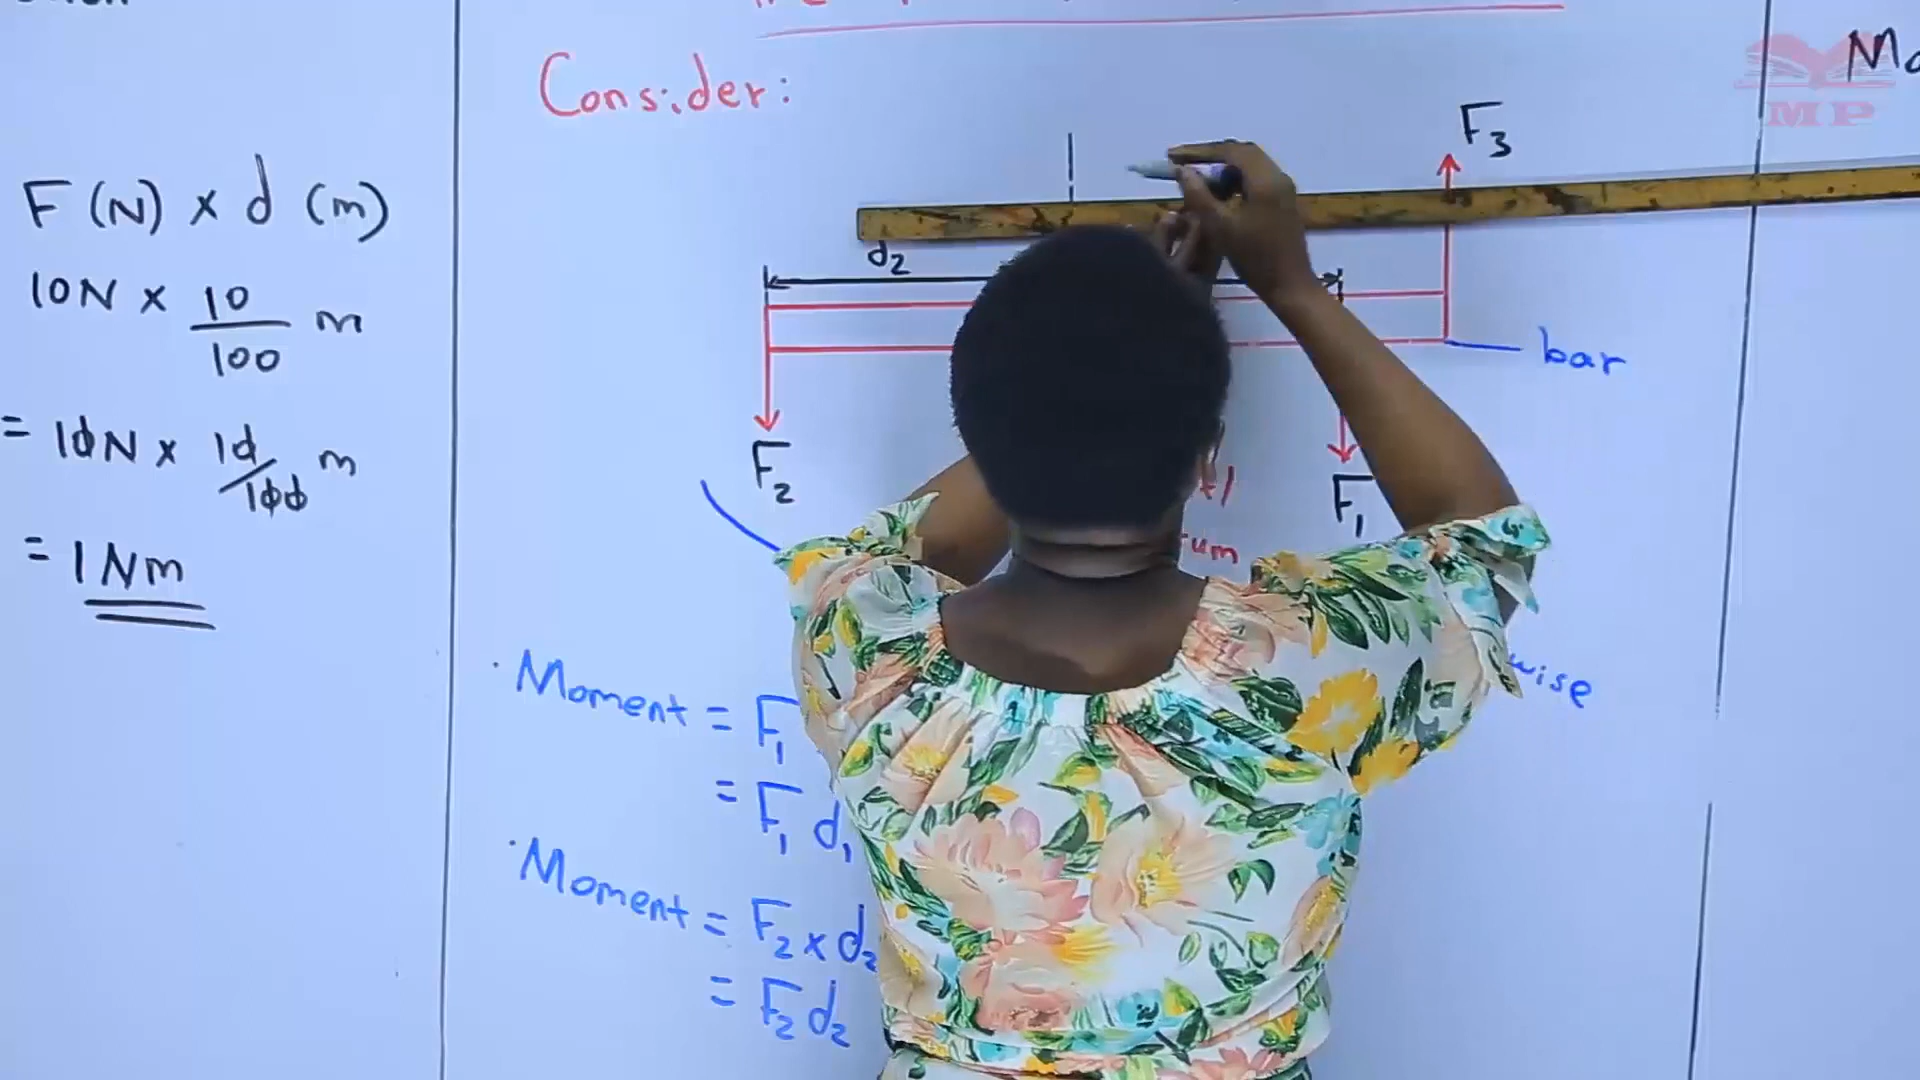 F (N) x d (m)
10N x 10/100 m
= 10N x 10/100 m
= 1Nm
Consider:
F3
d2
bar
F2
F1
Moment = F1
= F1 d1
Moment = F2 x d2
= F2 d2
MP